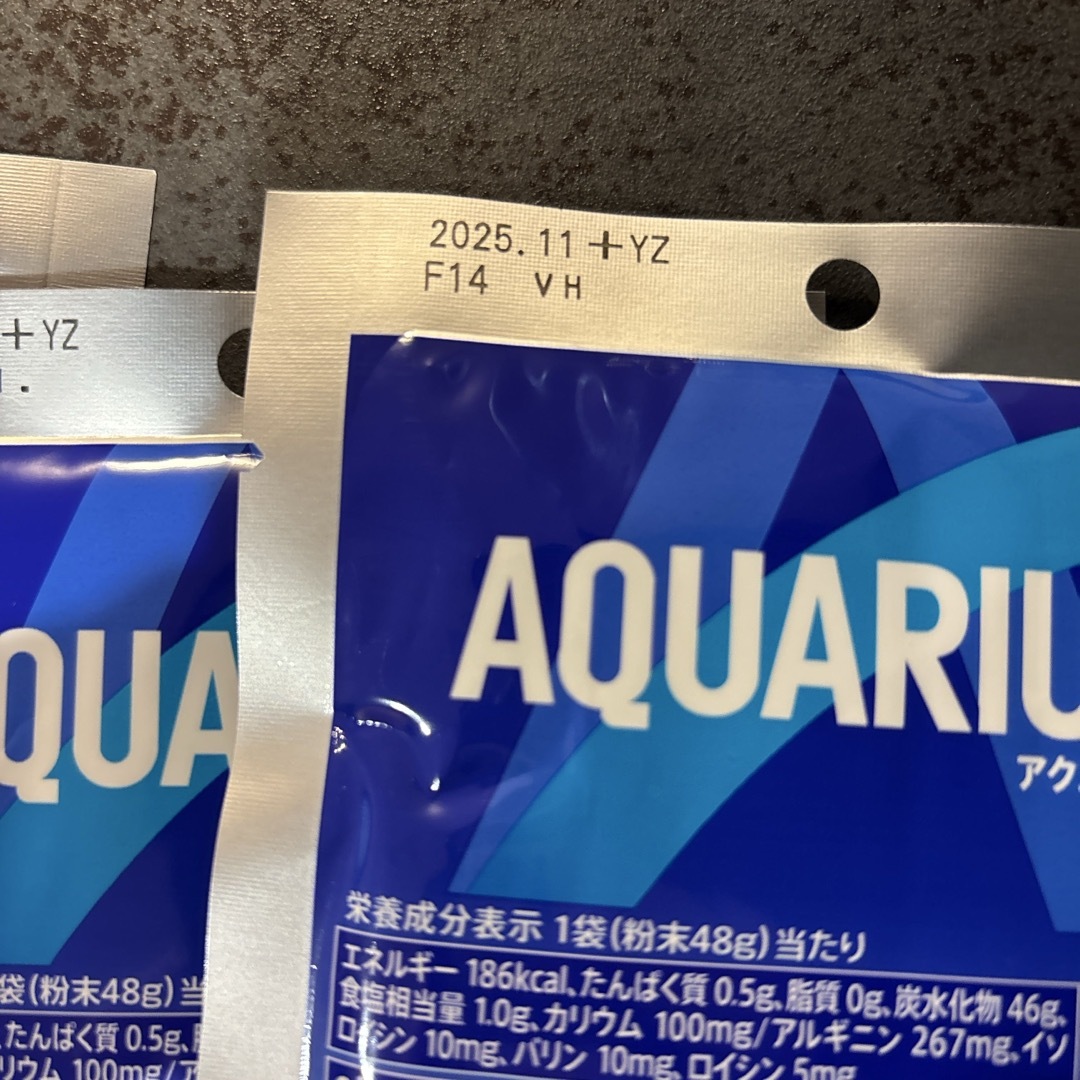 2025.11+YZ
F14 VH
+YZ
AQUARIU
アク
QUA
栄養成分表示 1袋(粉末48g)当たり
エネルギー 186kcal、たんぱく質 0.5g、脂質 0g、炭水化物 46g、
食塩相当量 1.0g、カリウム 100mg/アルギニン 267mg、イソ
ロイシン 10mg、バリン 10mg、ロイシン 5mg
袋(粉末48g)当
たんぱく質 0.5g、
リウム 100mg/ア